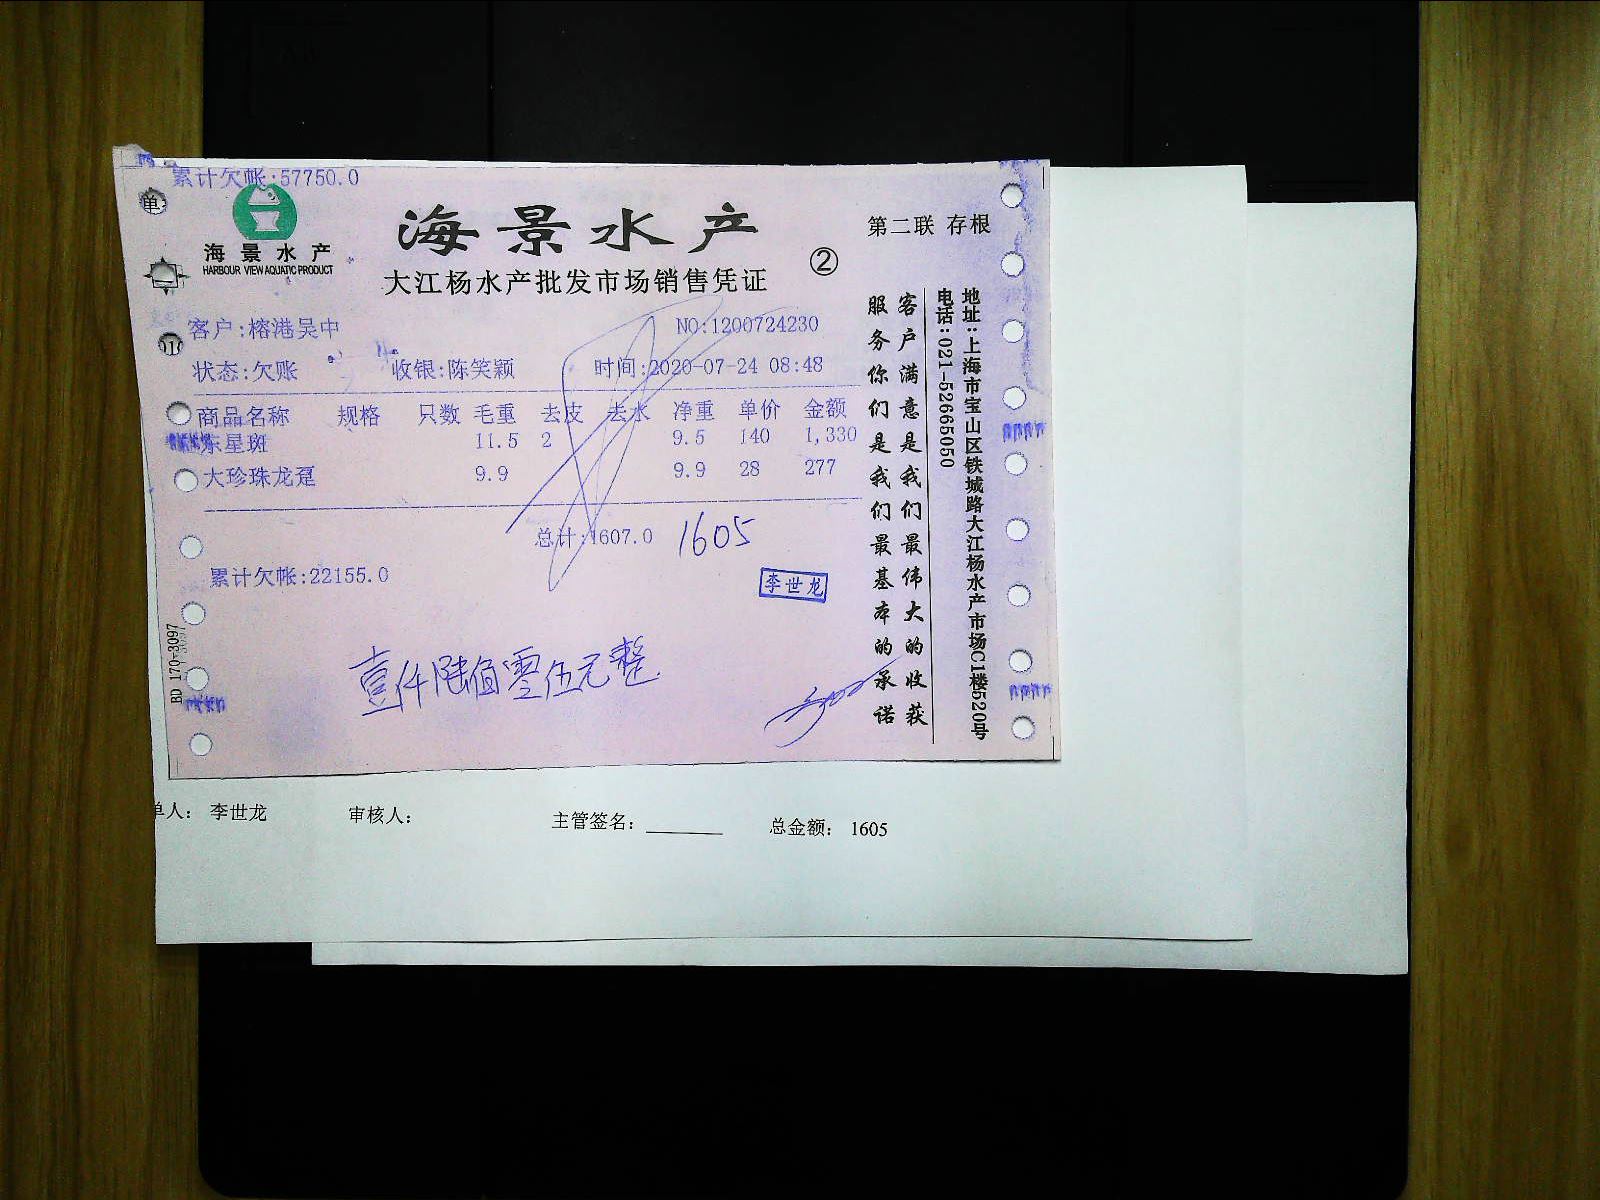 累计欠帐:57750.0
单
海景水产
HARBOUR VIEW AQUATIC PRODUCT
海景水产
大江杨水产批发市场销售凭证
②
第二联 存根
客户:榕港吴中
NO:1200724230
状态:欠账
收银:陈笑颖
时间:2020-07-24 08:48
商品名称 规格 只数 毛重 去皮 去水 净重 单价 金额
东星斑 11.5 2 9.5 140 1,330
大珍珠龙趸 9.9 9.9 28 277
总计:1607.0
1605
累计欠帐:22155.0
李世龙
壹仟陆佰零伍元整
客户满意是我们最伟大的收获
服务你们是我们最基本的承诺
地址:上海市宝山区铁城路大江杨水产市场C1楼520号
电话:021-52665050
BD 170-3097
单人: 李世龙
审核人:
主管签名:
总金额: 1605